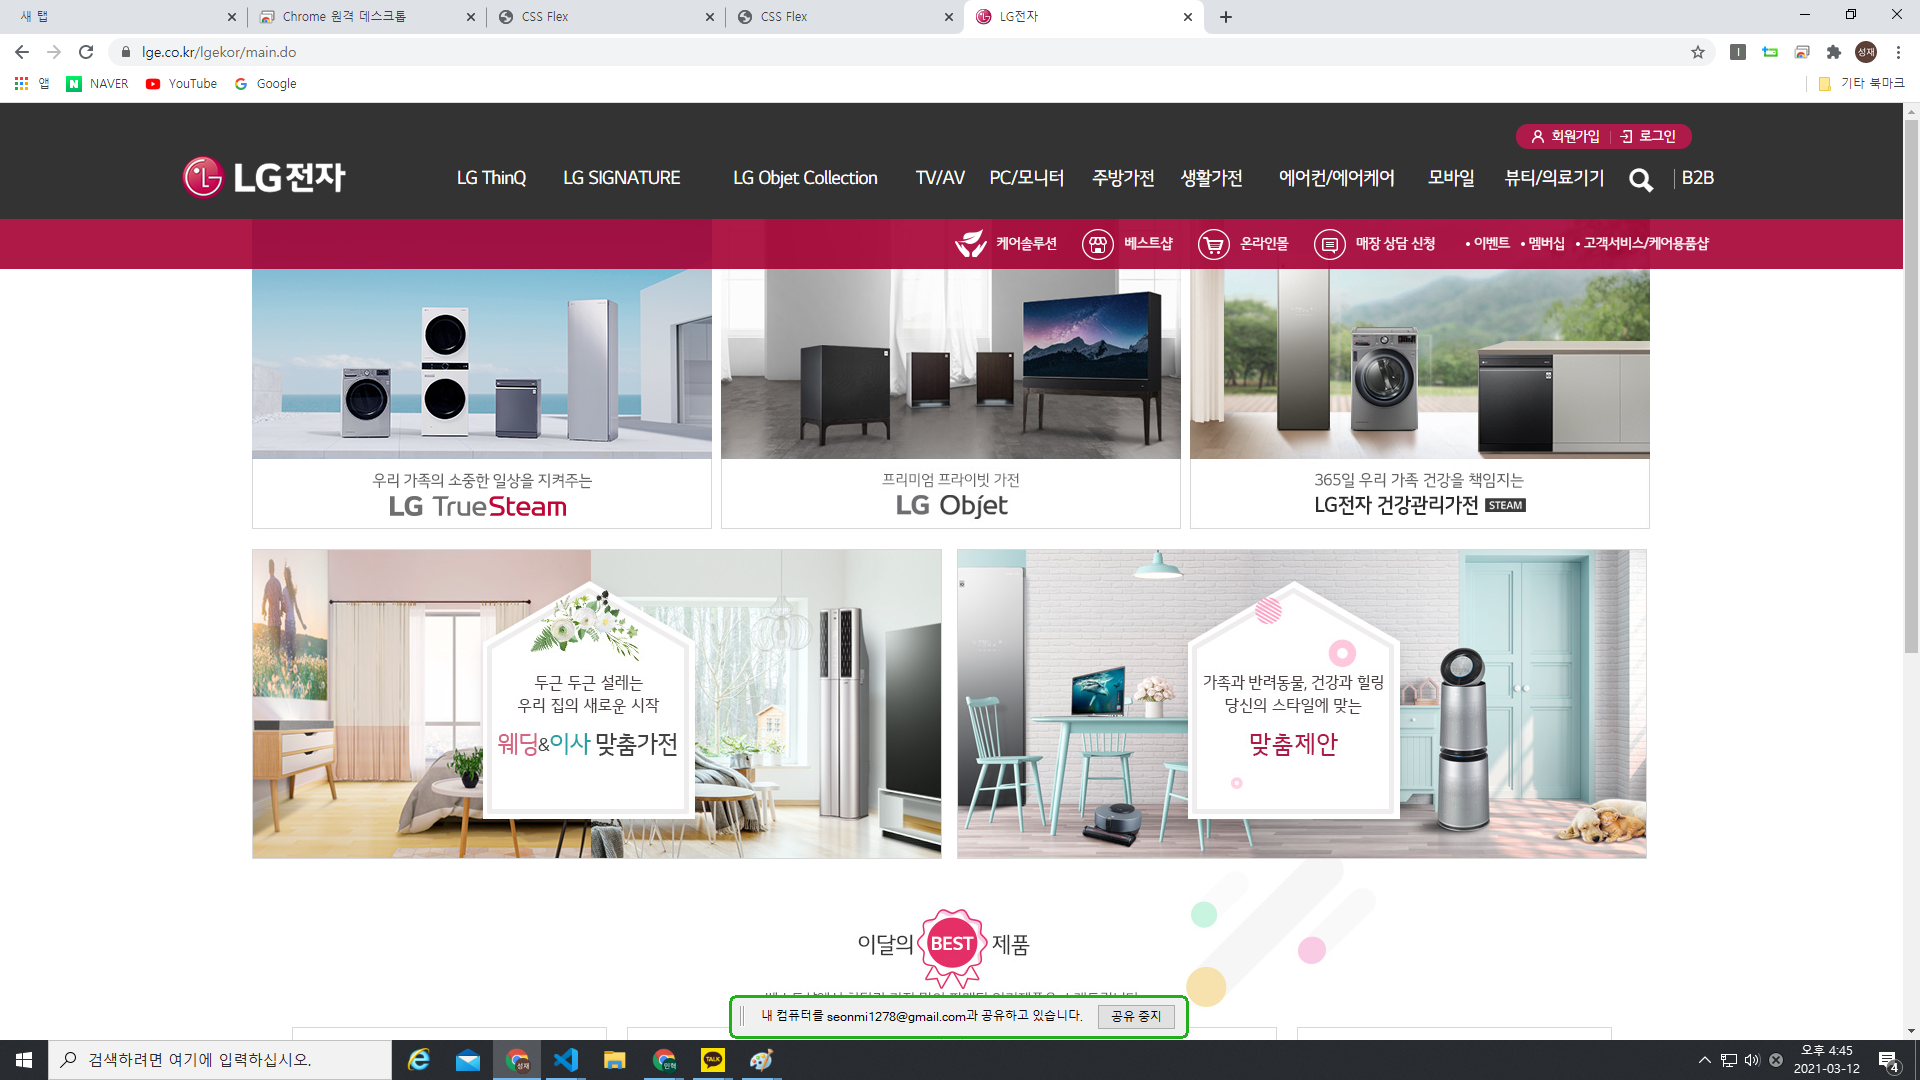 새 탭
Chrome 원격 데스크톱
CSS Flex
CSS Flex
LG전자
lge.co.kr/lgekor/main.do
성재
앱
NAVER
YouTube
Google
기타 북마크
회원가입
로그인
LG전자
LG ThinQ
LG SIGNATURE
LG Objet Collection
TV/AV
PC/모니터
주방가전
생활가전
에어컨/에어케어
모바일
뷰티/의료기기
B2B
케어솔루션
베스트샵
온라인몰
매장 상담 신청
• 이벤트
• 멤버십
• 고객서비스/케어용품샵
우리 가족의 소중한 일상을 지켜주는
LG TrueSteam
프리미엄 프라이빗 가전
LG Objet
365일 우리 가족 건강을 책임지는
LG전자 건강관리가전 STEAM
두근 두근 설레는
우리 집의 새로운 시작
웨딩&이사 맞춤가전
가족과 반려동물, 건강과 힐링
당신의 스타일에 맞는
맞춤제안
이달의 BEST 제품
내 컴퓨터를 seonmi1278@gmail.com과 공유하고 있습니다.
공유 중지
검색하려면 여기에 입력하십시오.
성재
민혁
TALK
오후 4:45
2021-03-12
4